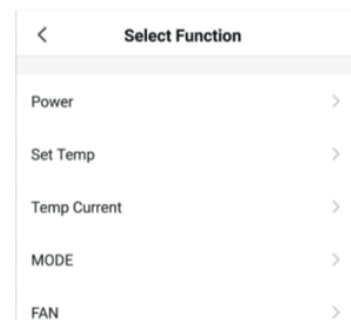 Select Function
Power
Set Temp
Temp Current
MODE
FAN